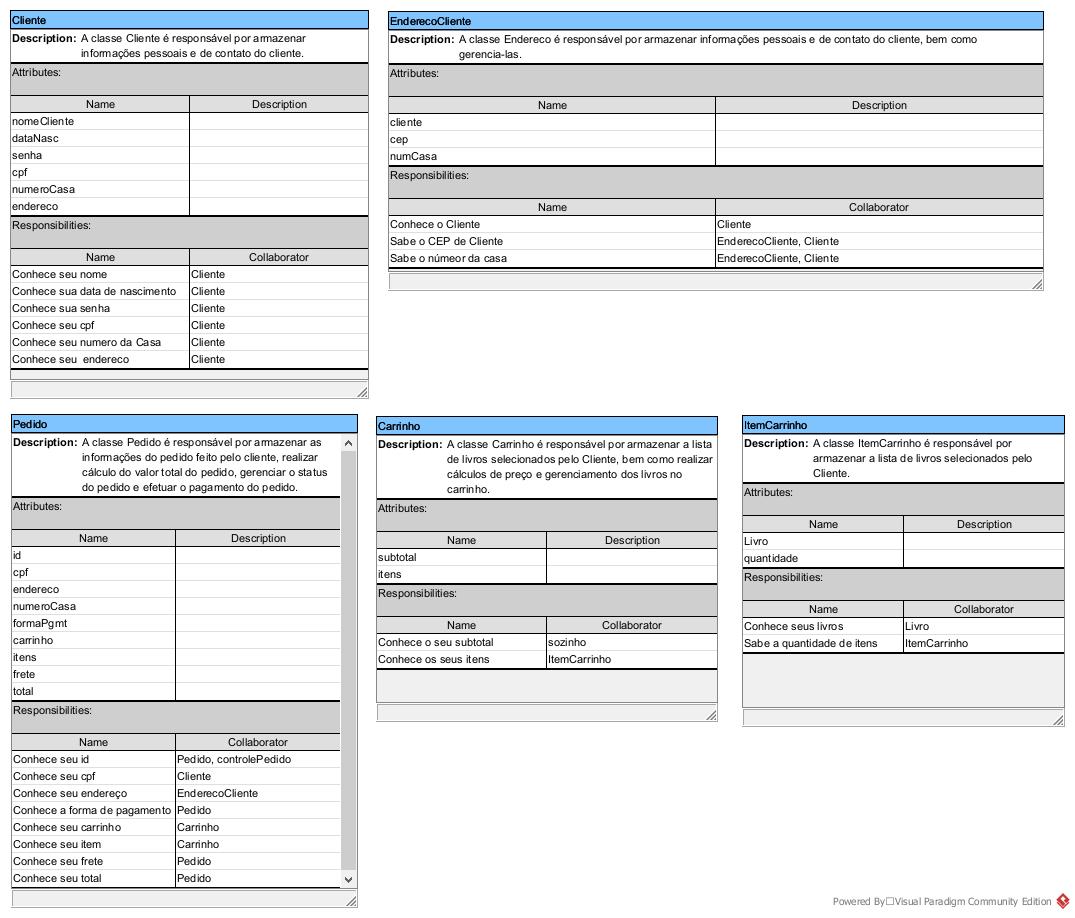 Cliente
Description: A classe Cliente é responsável por armazenar
informações pessoais e de contato do cliente.
Attributes:
Name Description
nomeCliente
dataNasc
senha
cpf
numeroCasa
endereco
Responsibilities:
Name Collaborator
Conhece seu nome Cliente
Conhece sua data de nascimento Cliente
Conhece sua senha Cliente
Conhece seu cpf Cliente
Conhece seu numero da Casa Cliente
Conhece seu endereco Cliente
EnderecoCliente
Description: A classe Endereco é responsável por armazenar informações pessoais e de contato do cliente, bem como
gerencia-las.
Attributes:
Name Description
cliente
cep
numCasa
Responsibilities:
Name Collaborator
Conhece o Cliente Cliente
Sabe o CEP de Cliente EnderecoCliente, Cliente
Sabe o númeor da casa EnderecoCliente, Cliente
Pedido
Description: A classe Pedido é responsável por armazenar as
informações do pedido feito pelo cliente, realizar
cálculo do valor total do pedido, gerenciar o status
do pedido e efetuar o pagamento do pedido.
Attributes:
Name Description
id
cpf
endereco
numeroCasa
formaPgmt
carrinho
itens
frete
total
Responsibilities:
Name Collaborator
Conhece seu id Pedido, controlePedido
Conhece seu cpf Cliente
Conhece seu endereço EnderecoCliente
Conhece a forma de pagamento Pedido
Conhece seu carrinho Carrinho
Conhece seu item Carrinho
Conhece seu frete Pedido
Conhece seu total Pedido
Carrinho
Description: A classe Carrinho é responsável por armazenar a lista
de livros selecionados pelo Cliente, bem como realizar
cálculos de preço e gerenciamento dos livros no
carrinho.
Attributes:
Name Description
subtotal
itens
Responsibilities:
Name Collaborator
Conhece o seu subtotal sozinho
Conhece os seus itens ItemCarrinho
ItemCarrinho
Description: A classe ItemCarrinho é responsável por
armazenar a lista de livros selecionados pelo
Cliente.
Attributes:
Name Description
Livro
quantidade
Responsibilities:
Name Collaborator
Conhece seus livros Livro
Sabe a quantidade de itens ItemCarrinho
Powered By Visual Paradigm Community Edition